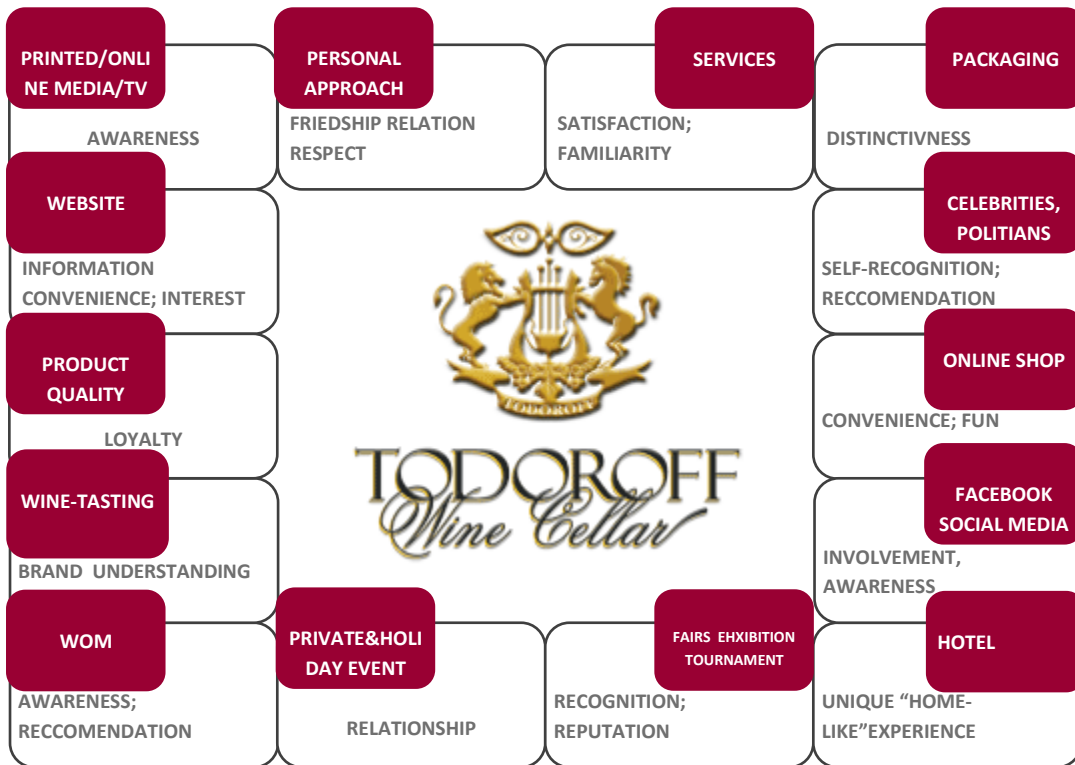 PRINTED/ONLI
NE MEDIA/TV
AWARENESS
PERSONAL
APPROACH
FRIEDSHIP RELATION
RESPECT
SERVICES
SATISFACTION;
FAMILIARITY
PACKAGING
DISTINCTIVNESS
WEBSITE
INFORMATION
CONVENIENCE; INTEREST
CELEBRITIES,
POLITIANS
SELF-RECOGNITION;
RECCOMENDATION
PRODUCT
QUALITY
LOYALTY
TODOROFF
TODOROFF
Wine Cellar
ONLINE SHOP
CONVENIENCE; FUN
WINE-TASTING
BRAND UNDERSTANDING
FACEBOOK
SOCIAL MEDIA
INVOLVEMENT,
AWARENESS
WOM
AWARENESS;
RECCOMENDATION
PRIVATE&HOLI
DAY EVENT
RELATIONSHIP
FAIRS EHXIBITION
TOURNAMENT
RECOGNITION;
REPUTATION
HOTEL
UNIQUE “HOME-
LIKE”EXPERIENCE